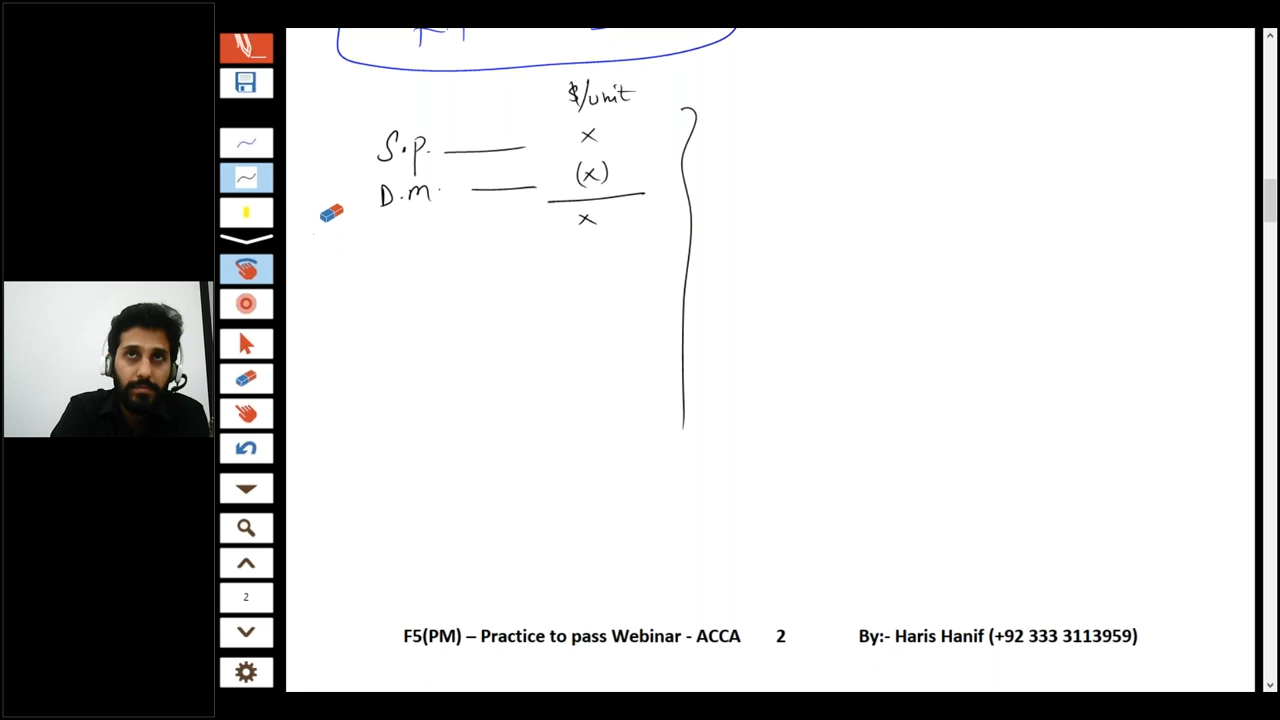 $/unit
S.p. x
D.m. (x)
x
2
F5(PM) – Practice to pass Webinar - ACCA 2 By:- Haris Hanif (+92 333 3113959)